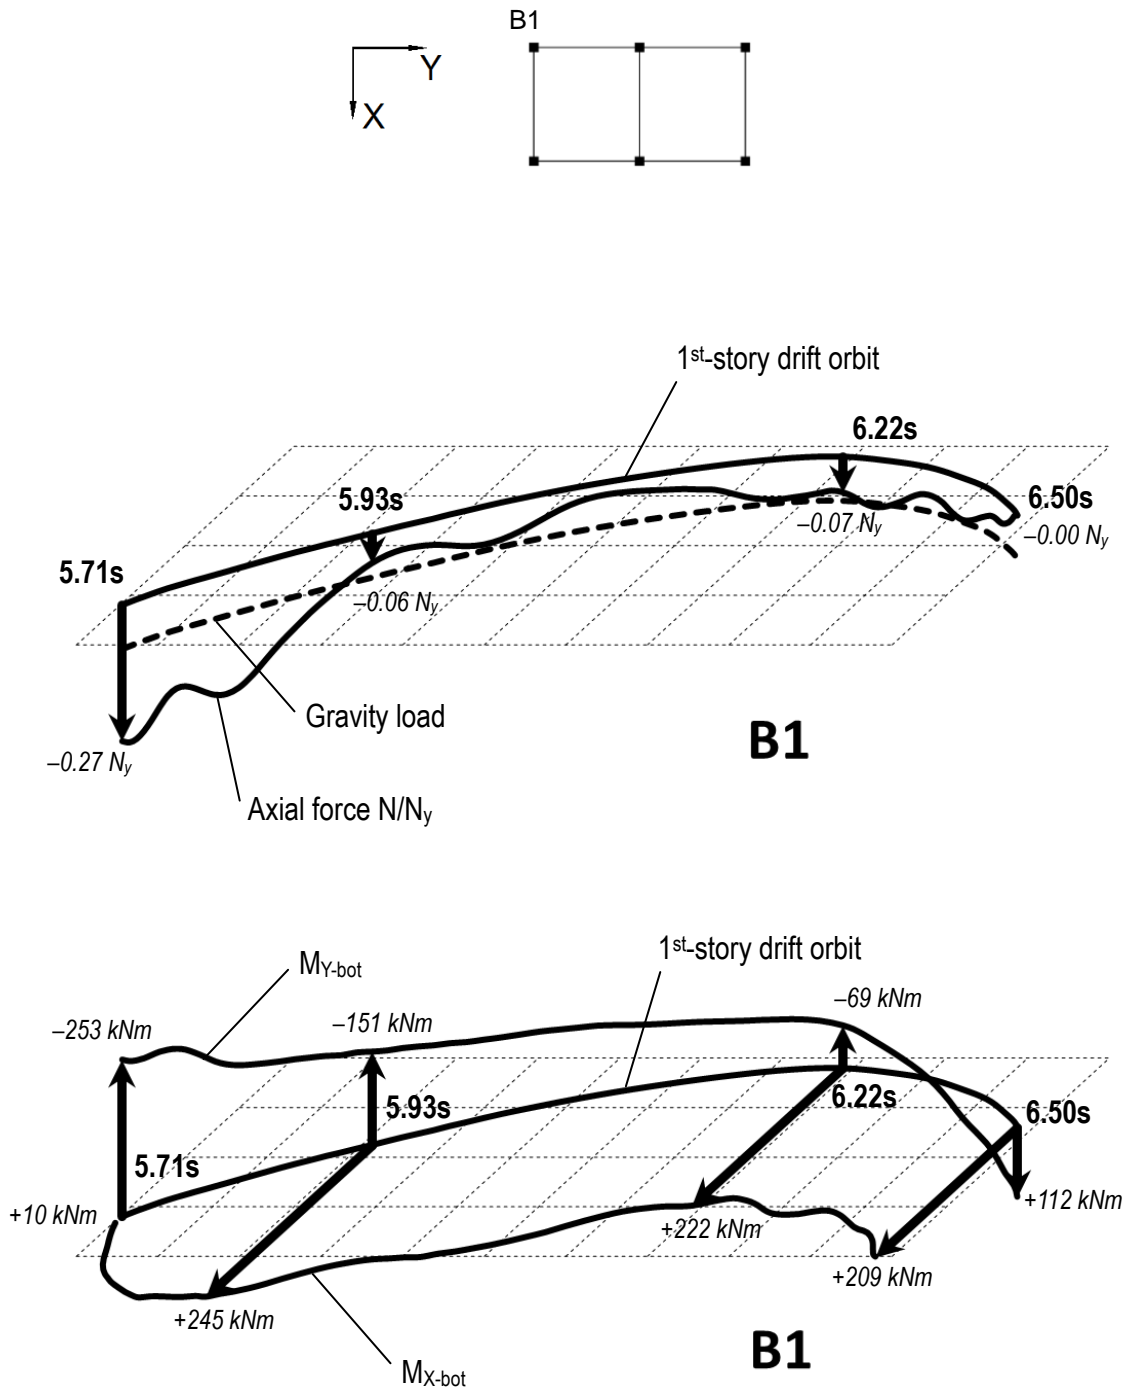 B1
Y
X
1st-story drift orbit
6.22s
5.93s
6.50s
–0.07 Ny
–0.00 Ny
5.71s
–0.06 Ny
Gravity load
B1
–0.27 Ny
Axial force N/Ny
1st-story drift orbit
MY-bot
–69 kNm
–253 kNm
–151 kNm
6.22s
5.93s
6.50s
5.71s
+112 kNm
+10 kNm
+222 kNm
+209 kNm
+245 kNm
B1
MX-bot